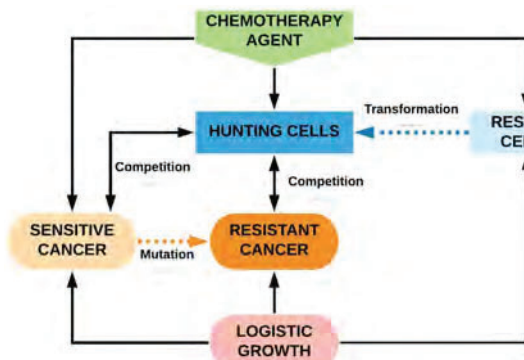 CHEMOTHERAPY
AGENT
Transformation
HUNTING CELLS
Competition
Competition
SENSITIVE
CANCER
Mutation
RESISTANT
CANCER
LOGISTIC
GROWTH